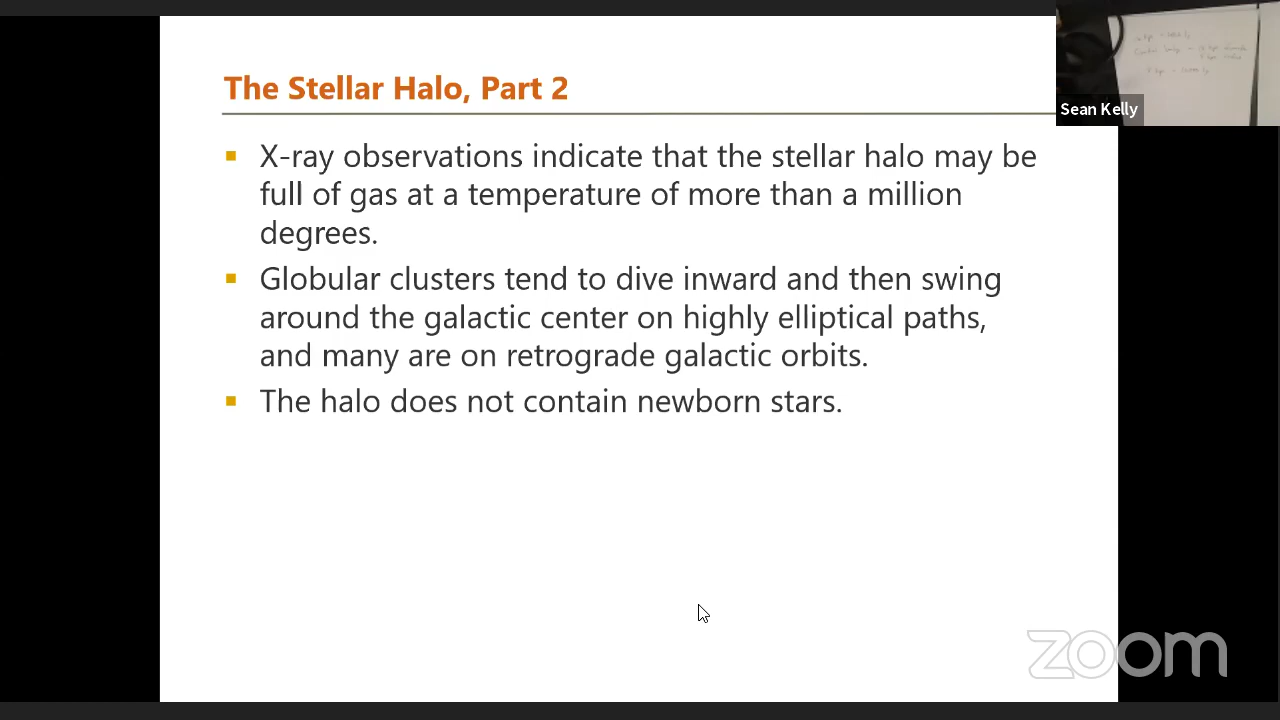 The Stellar Halo, Part 2
X-ray observations indicate that the stellar halo may be
full of gas at a temperature of more than a million
degrees.
Globular clusters tend to dive inward and then swing
around the galactic center on highly elliptical paths,
and many are on retrograde galactic orbits.
The halo does not contain newborn stars.
Sean Kelly
zoom